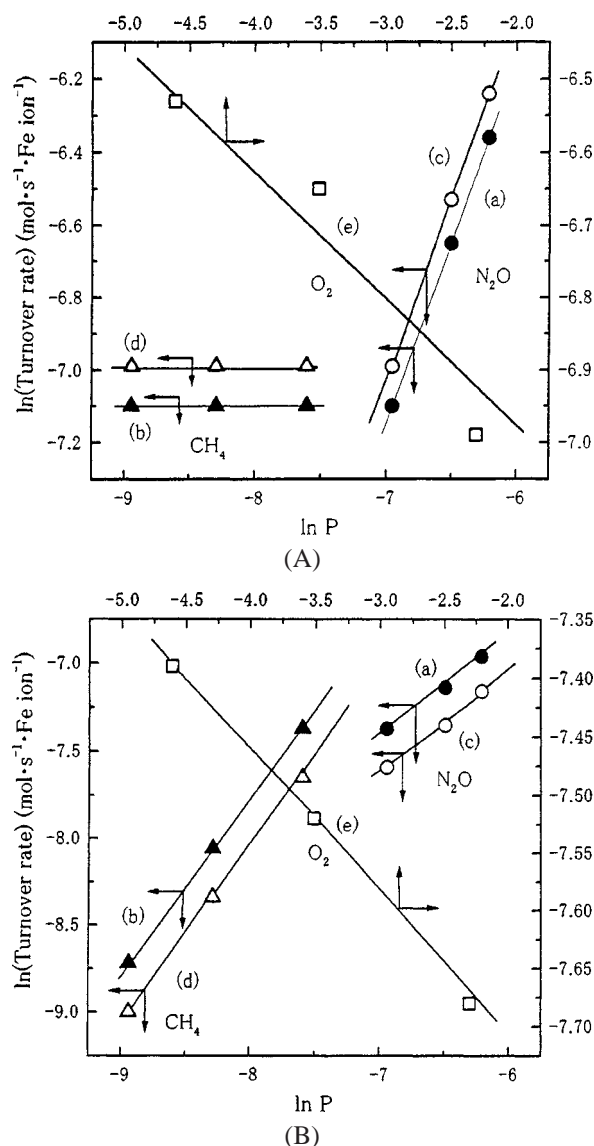 -5.0 -4.5 -4.0 -3.5 -3.0 -2.5 -2.0
-6.2
-6.4
-6.6
-6.8
-7.0
-7.2
ln(Turnover rate) (mol·s⁻¹·Fe ion⁻¹)
-6.5
-6.6
-6.7
-6.8
-6.9
-7.0
(c)
(a)
(e)
O₂
N₂O
(d)
(b)
CH₄
-9 -8 -7 -6
ln P
(A)
-5.0 -4.5 -4.0 -3.5 -3.0 -2.5 -2.0
-7.0
-7.5
-8.0
-8.5
-9.0
ln(Turnover rate) (mol·s⁻¹·Fe ion⁻¹)
-7.35
-7.40
-7.45
-7.50
-7.55
-7.60
-7.65
-7.70
(a)
(c)
N₂O
(e)
O₂
(b)
(d)
CH₄
-9 -8 -7 -6
ln P
(B)